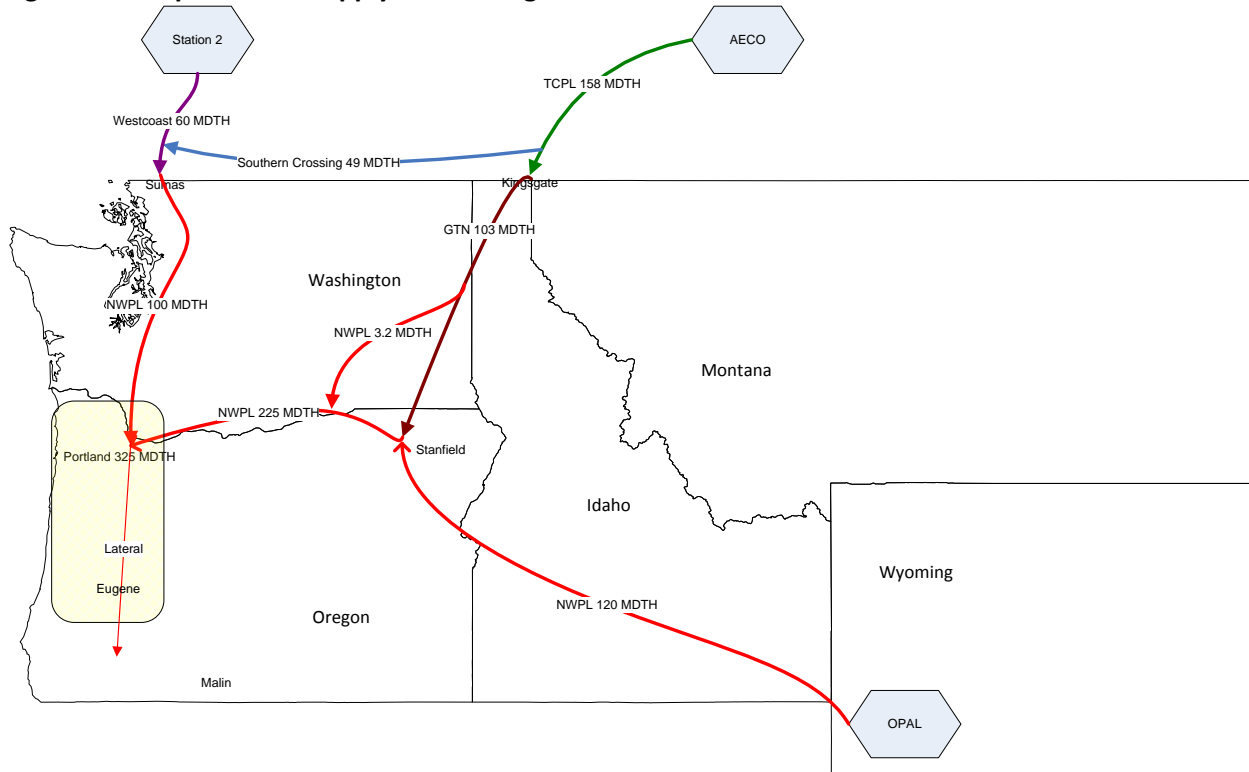 Station 2
AECO
TCPL 158 MDTH
Westcoast 60 MDTH
Southern Crossing 49 MDTH
Sumas
Kingsgate
GTN 103 MDTH
Washington
NWPL 100 MDTH
NWPL 3.2 MDTH
Montana
NWPL 225 MDTH
Stanfield
Portland 325 MDTH
Idaho
Lateral
Wyoming
Eugene
NWPL 120 MDTH
Oregon
Malin
OPAL